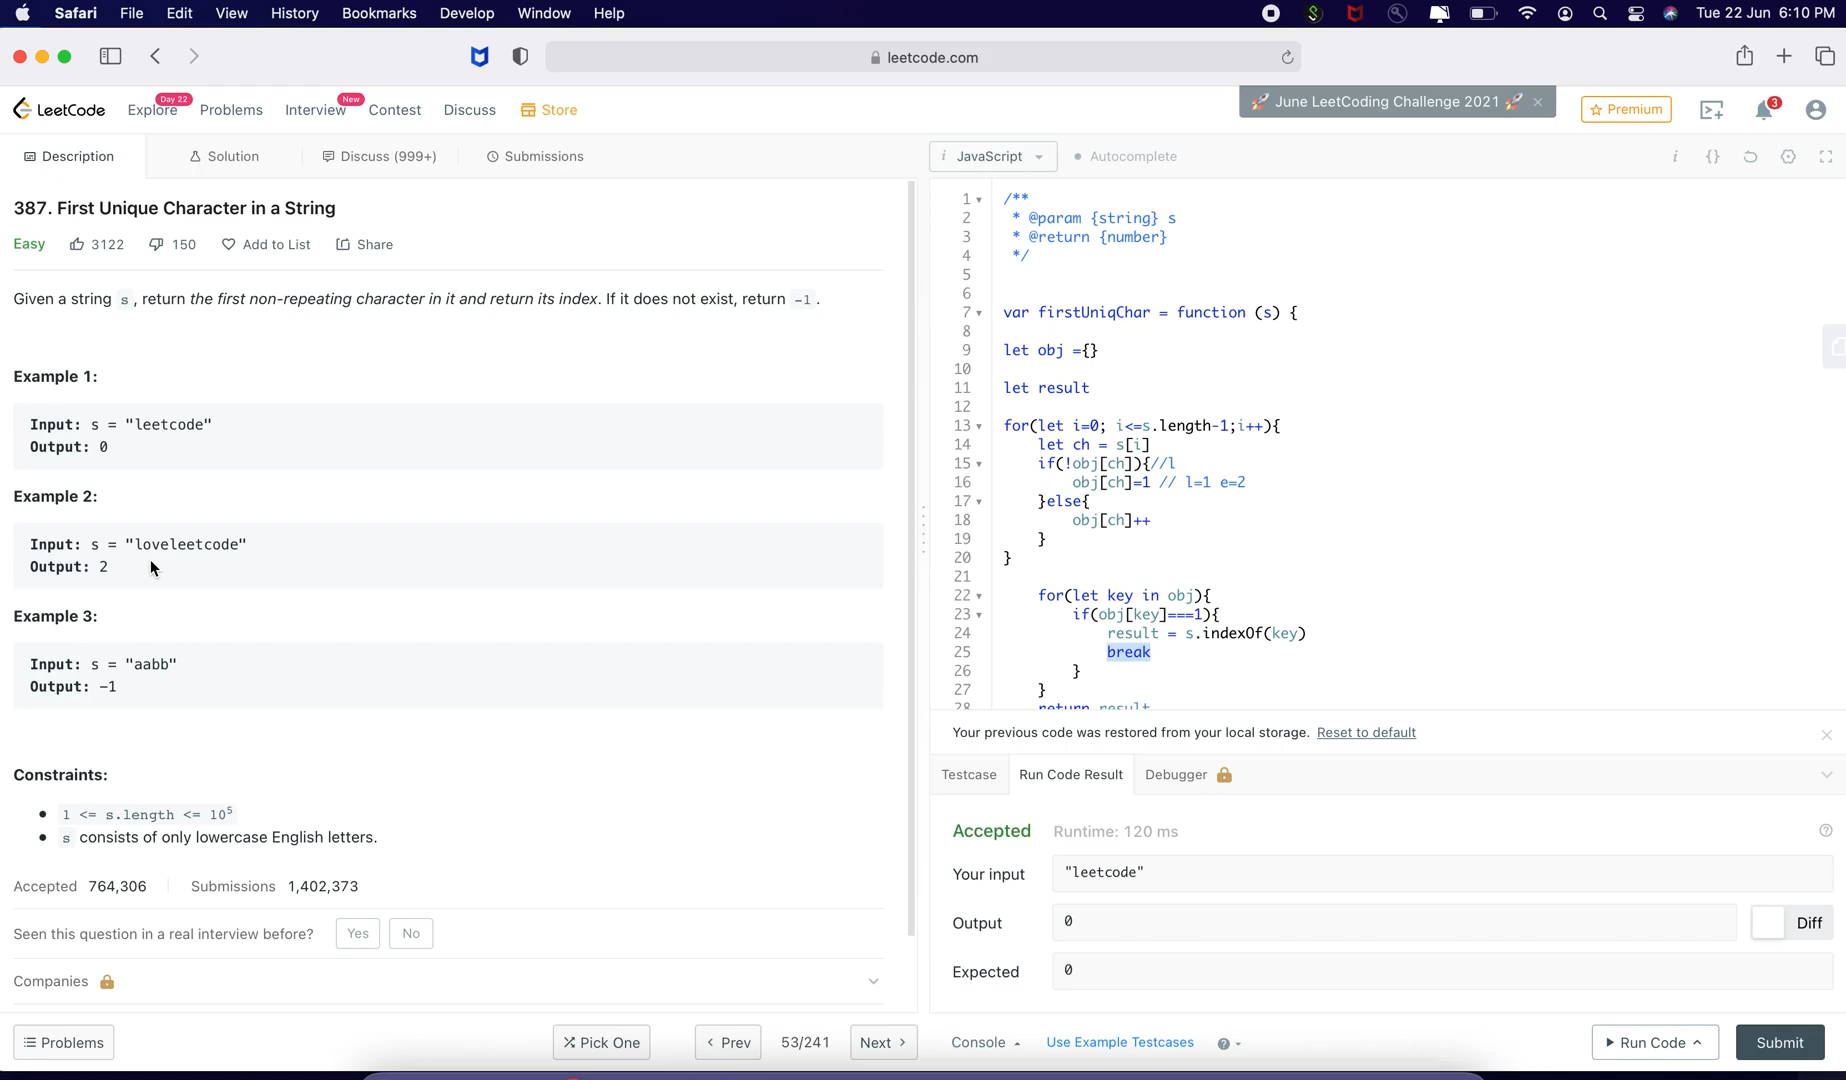 Safari File Edit View History Bookmarks Develop Window Help Tue 22 Jun 6:10 PM
leetcode.com
LeetCode Explore Day 22 Problems Interview New Contest Discuss Store 🚀 June LeetCoding Challenge 2021 🚀 × Premium 3
Description Solution Discuss (999+) Submissions
i JavaScript Autocomplete i {}
387. First Unique Character in a String
Easy 3122 150 Add to List Share
Given a string s, return the first non-repeating character in it and return its index. If it does not exist, return -1.
Example 1:
Input: s = "leetcode"
Output: 0
Example 2:
Input: s = "loveleetcode"
Output: 2
Example 3:
Input: s = "aabb"
Output: -1
Constraints:
1 <= s.length <= 10⁵
s consists of only lowercase English letters.
Accepted 764,306 Submissions 1,402,373
Seen this question in a real interview before? Yes No
Companies
Problems Pick One < Prev 53/241 Next >
1 /**
2 * @param {string} s
3 * @return {number}
4 */
5
6
7 var firstUniqChar = function (s) {
8
9 let obj ={}
10
11 let result
12
13 for(let i=0; i<=s.length-1;i++){
14 let ch = s[i]
15 if(!obj[ch]){//l
16 obj[ch]=1 // l=1 e=2
17 }else{
18 obj[ch]++
19 }
20 }
21
22 for(let key in obj){
23 if(obj[key]===1){
24 result = s.indexOf(key)
25 break
26 }
27 }
28 return result
Your previous code was restored from your local storage. Reset to default ×
Testcase Run Code Result Debugger
Accepted Runtime: 120 ms ?
Your input "leetcode"
Output 0 Diff
Expected 0
Console Use Example Testcases ? Run Code Submit